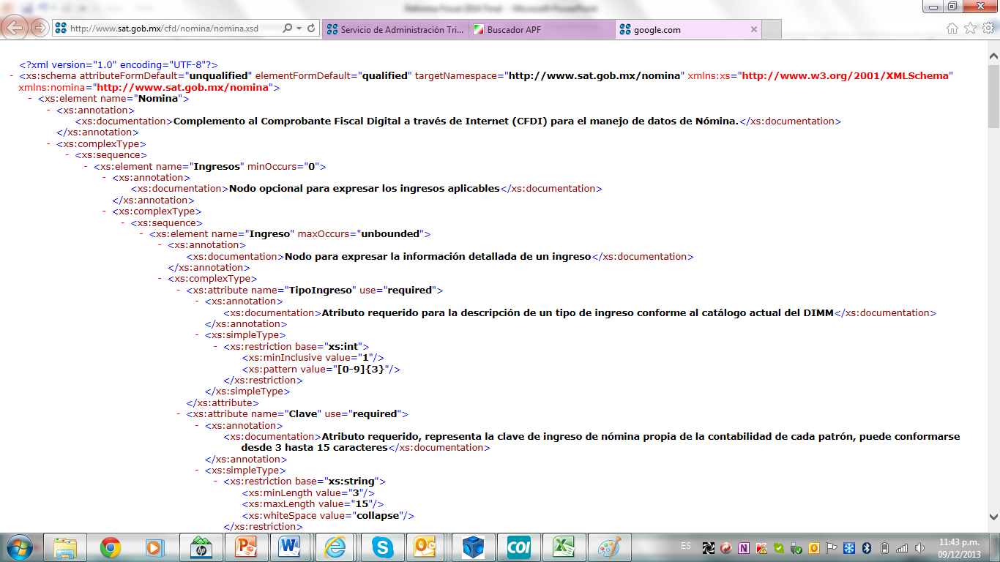 Reforma Fiscal 2014 Final - Microsoft PowerPoint
http://www.sat.gob.mx/cfd/nomina/nomina.xsd
Servicio de Administración Tri...
Buscador APF
google.com
<?xml version="1.0" encoding="UTF-8"?>
- <xs:schema attributeFormDefault="unqualified" elementFormDefault="qualified" targetNamespace="http://www.sat.gob.mx/nomina" xmlns:xs="http://www.w3.org/2001/XMLSchema"
xmlns:nomina="http://www.sat.gob.mx/nomina">
- <xs:element name="Nomina">
- <xs:annotation>
<xs:documentation>Complemento al Comprobante Fiscal Digital a través de Internet (CFDI) para el manejo de datos de Nómina.</xs:documentation>
</xs:annotation>
- <xs:complexType>
- <xs:sequence>
- <xs:element name="Ingresos" minOccurs="0">
- <xs:annotation>
<xs:documentation>Nodo opcional para expresar los ingresos aplicables</xs:documentation>
</xs:annotation>
- <xs:complexType>
- <xs:sequence>
- <xs:element name="Ingreso" maxOccurs="unbounded">
- <xs:annotation>
<xs:documentation>Nodo para expresar la información detallada de un ingreso</xs:documentation>
</xs:annotation>
- <xs:complexType>
- <xs:attribute name="TipoIngreso" use="required">
- <xs:annotation>
<xs:documentation>Atributo requerido para la descripción de un tipo de ingreso conforme al catálogo actual del DIMM</xs:documentation>
</xs:annotation>
- <xs:simpleType>
- <xs:restriction base="xs:int">
<xs:minInclusive value="1"/>
<xs:pattern value="[0-9]{3}"/>
</xs:restriction>
</xs:simpleType>
</xs:attribute>
- <xs:attribute name="Clave" use="required">
- <xs:annotation>
<xs:documentation>Atributo requerido, representa la clave de ingreso de nómina propia de la contabilidad de cada patrón, puede conformarse
desde 3 hasta 15 caracteres</xs:documentation>
</xs:annotation>
- <xs:simpleType>
- <xs:restriction base="xs:string">
<xs:minLength value="3"/>
<xs:maxLength value="15"/>
<xs:whiteSpace value="collapse"/>
</xs:restriction>
hp
COI
ES
11:43 p.m.
09/12/2013